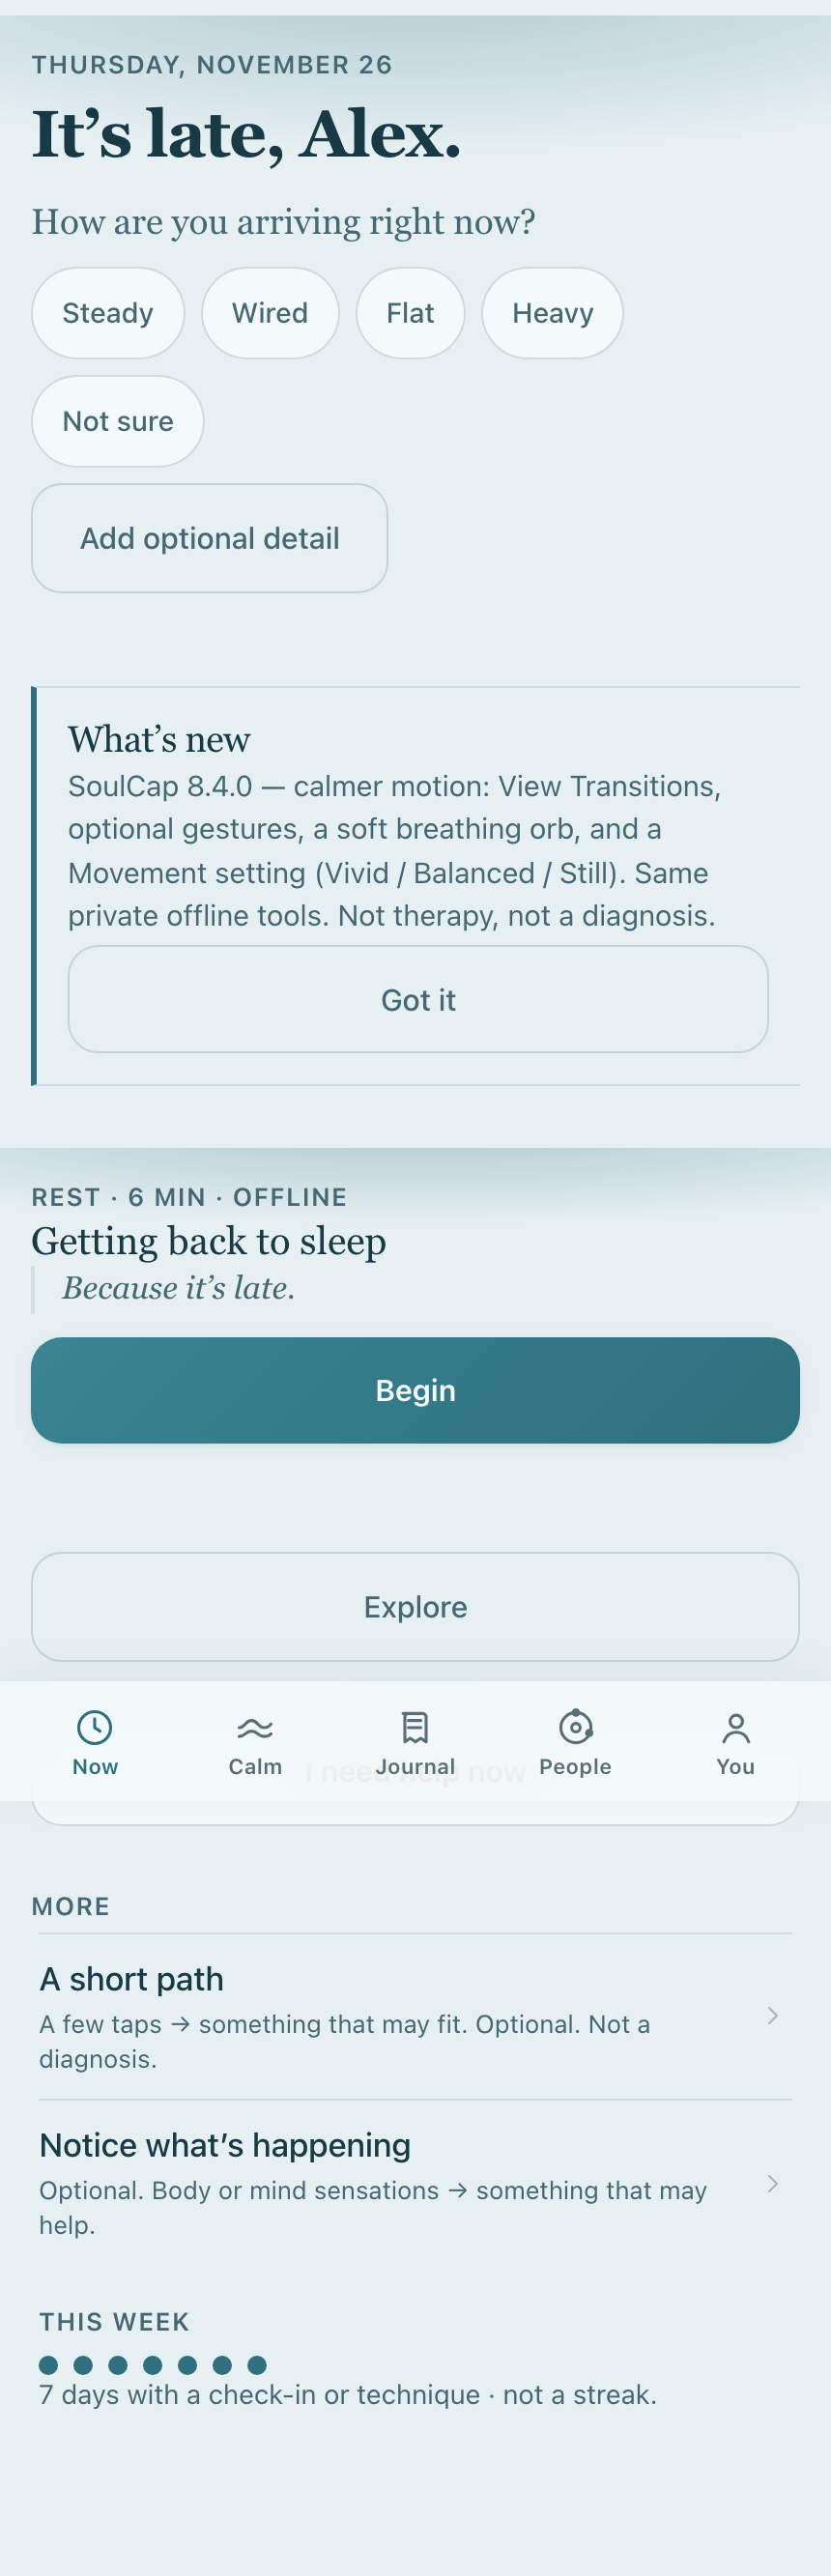 THURSDAY, NOVEMBER 26
It’s late, Alex.
How are you arriving right now?
Steady
Wired
Flat
Heavy
Not sure
Add optional detail
What’s new
SoulCap 8.4.0 — calmer motion: View Transitions,
optional gestures, a soft breathing orb, and a
Movement setting (Vivid / Balanced / Still). Same
private offline tools. Not therapy, not a diagnosis.
Got it
REST · 6 MIN · OFFLINE
Getting back to sleep
Because it’s late.
Begin
Explore
I need help now
Now
Calm
Journal
People
You
MORE
A short path
A few taps → something that may fit. Optional. Not a
diagnosis.
Notice what’s happening
Optional. Body or mind sensations → something that may
help.
THIS WEEK
7 days with a check-in or technique · not a streak.